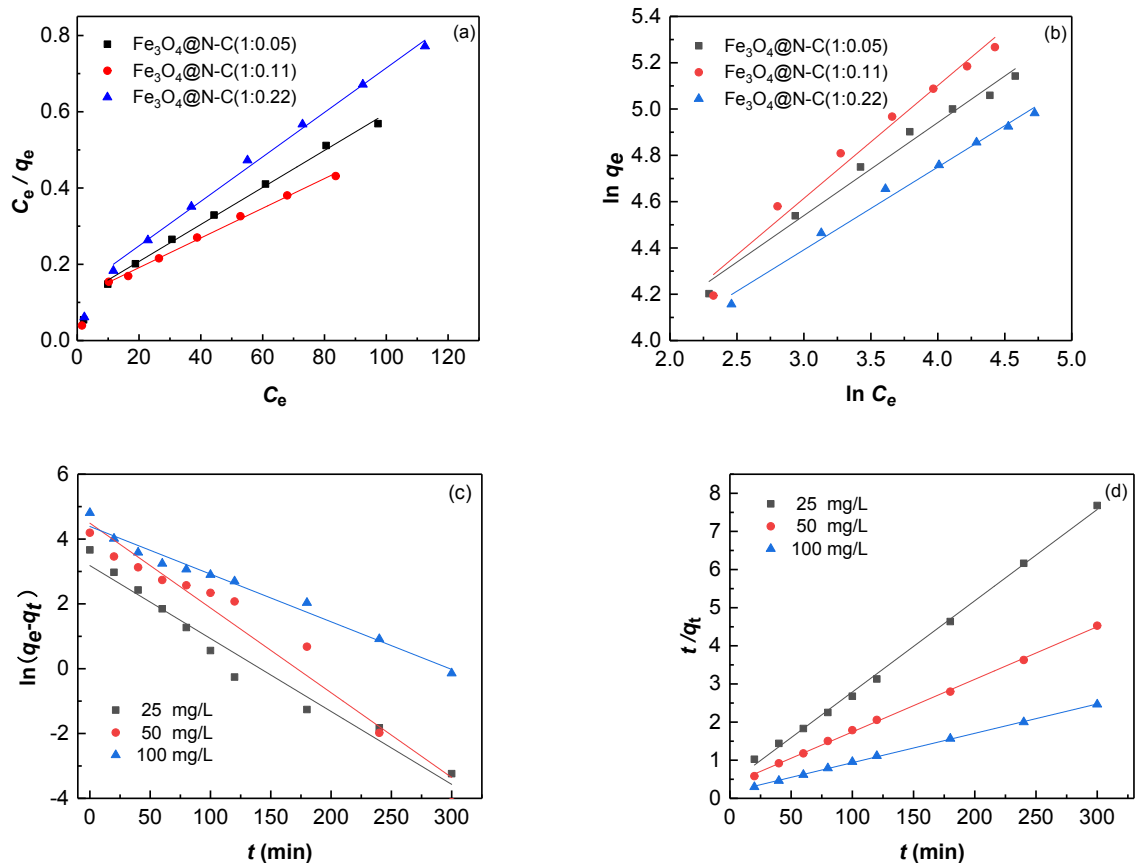 (a)
Fe3O4@N-C(1:0.05)
Fe3O4@N-C(1:0.11)
Fe3O4@N-C(1:0.22)
0.8
0.6
0.4
0.2
0.0
Ce / qe
0 20 40 60 80 100 120
Ce
(b)
Fe3O4@N-C(1:0.05)
Fe3O4@N-C(1:0.11)
Fe3O4@N-C(1:0.22)
5.4
5.2
5.0
4.8
4.6
4.4
4.2
4.0
ln qe
2.0 2.5 3.0 3.5 4.0 4.5 5.0
ln Ce
(c)
6
4
2
0
-2
-4
ln(qe-qt)
25 mg/L
50 mg/L
100 mg/L
0 50 100 150 200 250 300
t (min)
(d)
25 mg/L
50 mg/L
100 mg/L
8
7
6
5
4
3
2
1
0
t/qt
0 50 100 150 200 250 300
t (min)